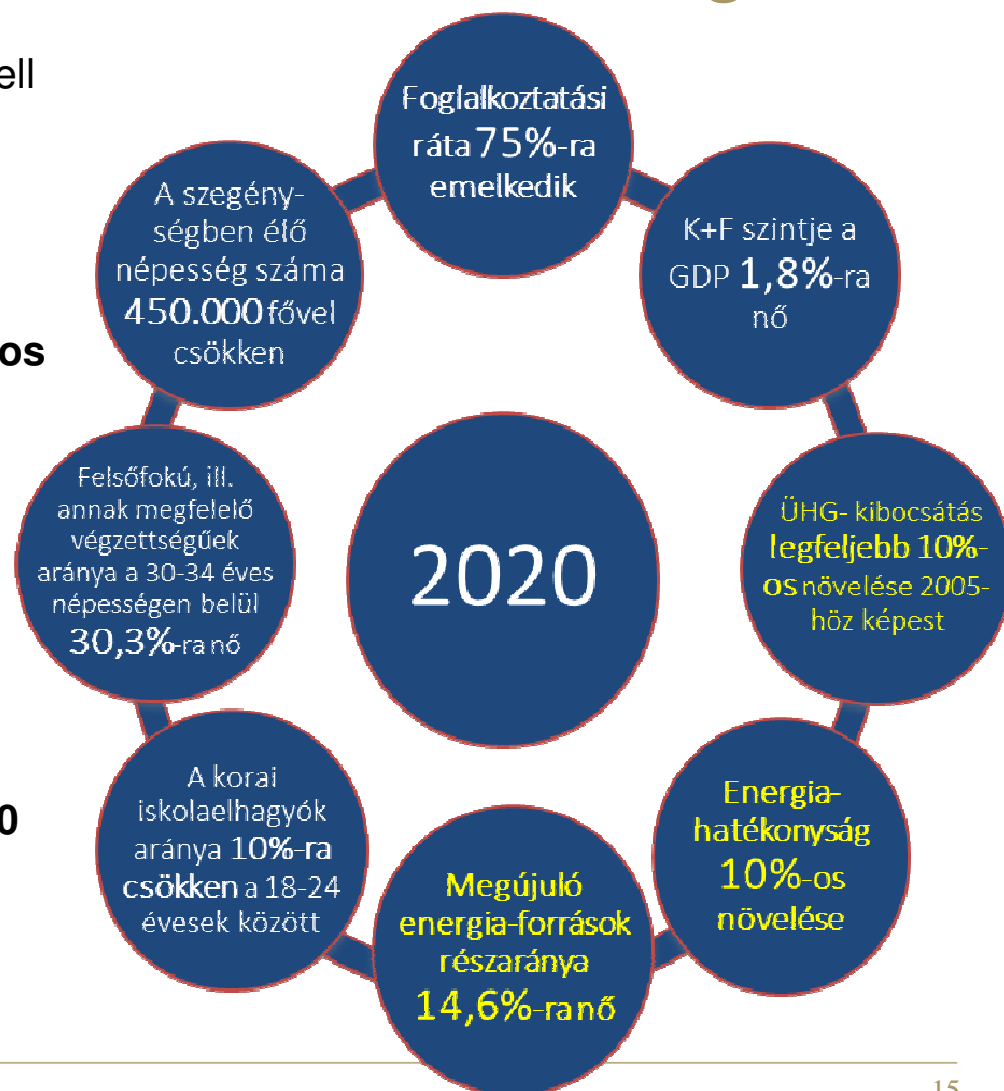 ell
os
0
Foglalkoztatási
ráta 75%-ra
emelkedik
K+F szintje a
GDP 1,8%-ra
nő
ÜHG- kibocsátás
legfeljebb 10%-
os növelése 2005-
höz képest
Energia-
hatékonyság
10%-os
növelése
Megújuló
energia-források
részaránya
14,6%-ra nő
A korai
iskolaelhagyók
aránya 10%-ra
csökken a 18-24
évesek között
Felsőfokú, ill.
annak megfelelő
végzettségűek
aránya a 30-34 éves
népességen belül
30,3%-ra nő
A szegény-
ségben élő
népesség száma
450.000 fővel
csökken
2020
15